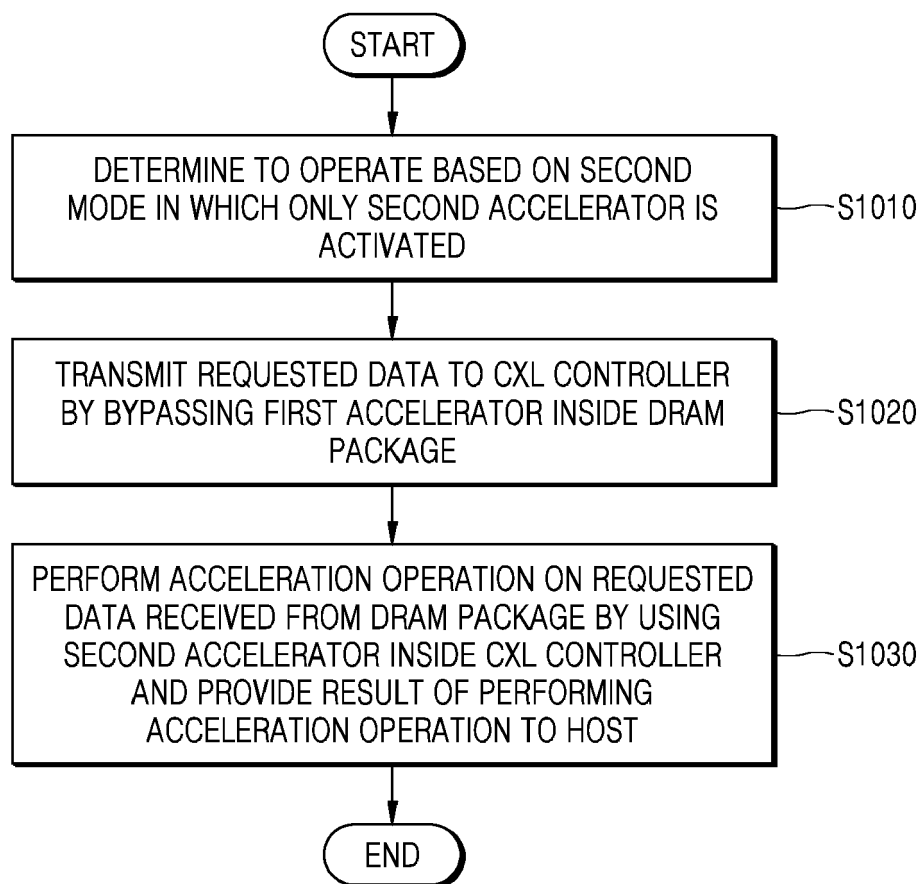 START
DETERMINE TO OPERATE BASED ON SECOND
MODE IN WHICH ONLY SECOND ACCELERATOR IS
ACTIVATED
S1010
TRANSMIT REQUESTED DATA TO CXL CONTROLLER
BY BYPASSING FIRST ACCELERATOR INSIDE DRAM
PACKAGE
S1020
PERFORM ACCELERATION OPERATION ON REQUESTED
DATA RECEIVED FROM DRAM PACKAGE BY USING
SECOND ACCELERATOR INSIDE CXL CONTROLLER
AND PROVIDE RESULT OF PERFORMING
ACCELERATION OPERATION TO HOST
S1030
END